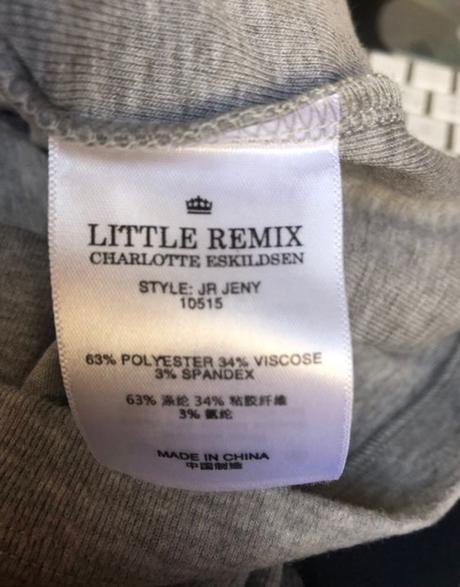 LITTLE REMIX
CHARLOTTE ESKILDSEN
STYLE: JR JENY
10515
63% POLYESTER 34% VISCOSE
3% SPANDEX
63% 涤纶 34% 粘胶纤维
3% 氨纶
MADE IN CHINA
中国制造